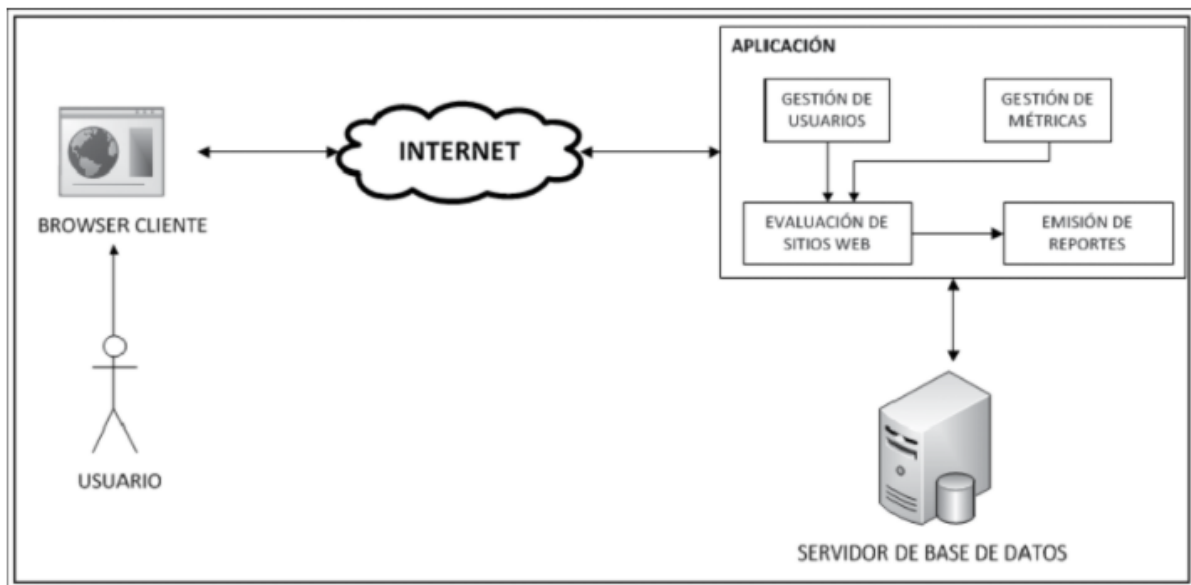 APLICACIÓN
GESTIÓN DE
USUARIOS
GESTIÓN DE
MÉTRICAS
INTERNET
BROWSER CLIENTE
EVALUACIÓN DE
SITIOS WEB
EMISIÓN DE
REPORTES
USUARIO
SERVIDOR DE BASE DE DATOS